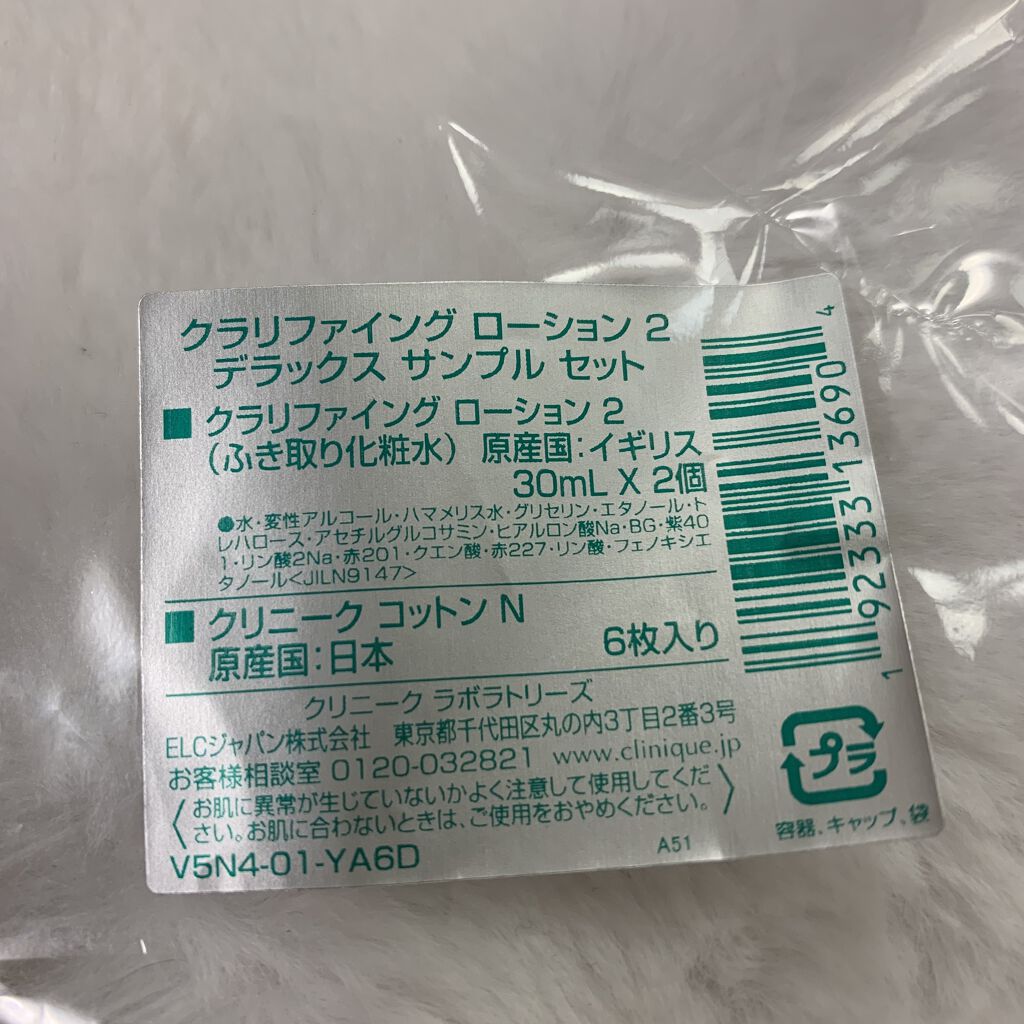 クラリファイング ローション 2
デラックス サンプル セット
■ クラリファイング ローション 2
(ふき取り化粧水) 原産国:イギリス
30mL X 2個
●水・変性アルコール・ハマメリス水・グリセリン・エタノール・ト
レハロース・アセチルグルコサミン・ヒアルロン酸Na・BG・紫40
1・リン酸2Na・赤201・クエン酸・赤227・リン酸・フェノキシエ
タノール<JILN9147>
■ クリニーク コットン N
原産国:日本 6枚入り
クリニーク ラボラトリーズ
ELCジャパン株式会社 東京都千代田区丸の内3丁目2番3号
お客様相談室 0120-032821 www.clinique.jp
〈お肌に異常が生じていないかよく注意して使用してくだ
さい。お肌に合わないときは、ご使用をおやめください。〉
V5N4-01-YA6D
A51
1 92333 13690 4
プラ
容器、キャップ、袋